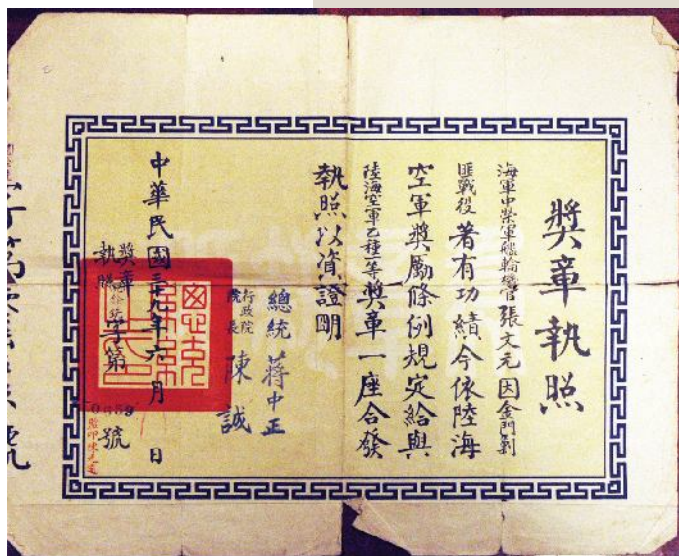 獎章執照
海軍中榮軍艦輪機管張文元因金門剿
匪戰役著有功績今依陸海
空軍獎勵條例規定給與
陸海空軍乙種一等獎章一座合發
執照以資證明
總統 蔣中正
行政院院長 陳誠
中華民國三十九年六月 日
獎章執照 字第 號